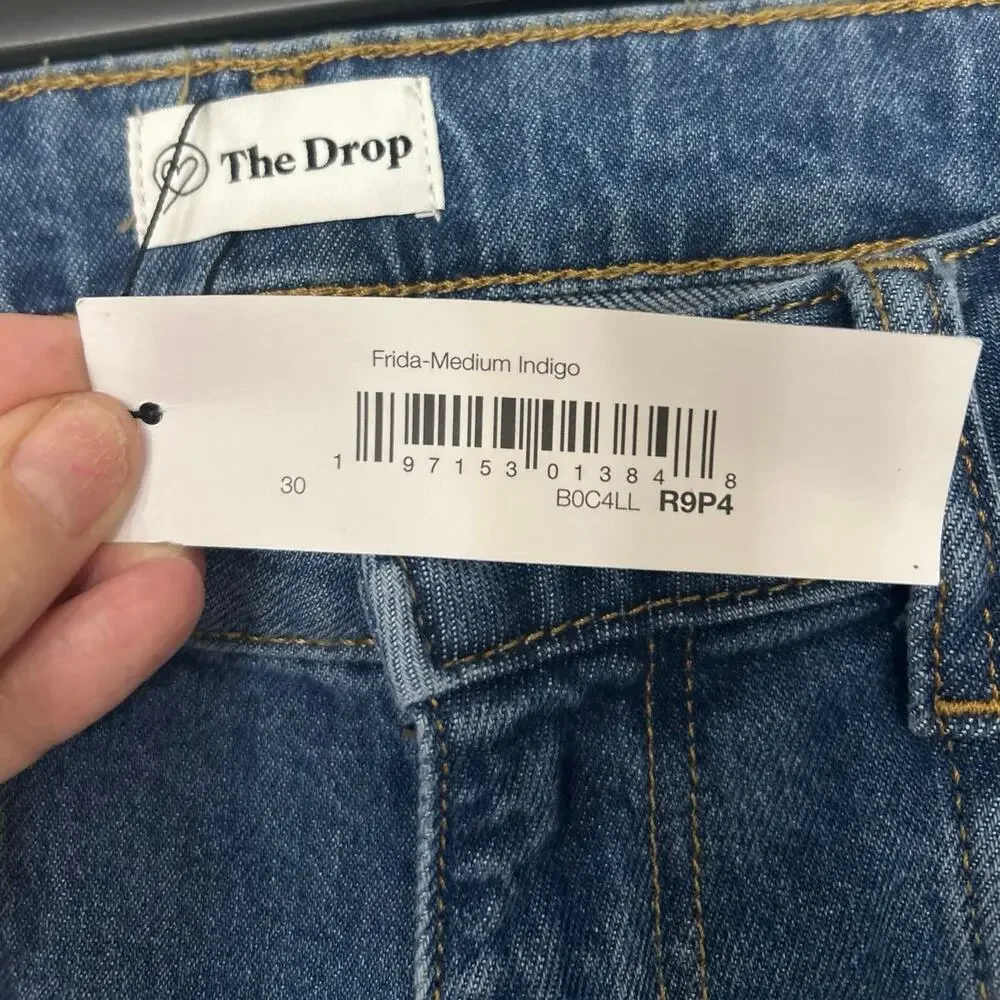 The Drop
Frida-Medium Indigo
1 97153 01384 8
30
B0C4LL R9P4